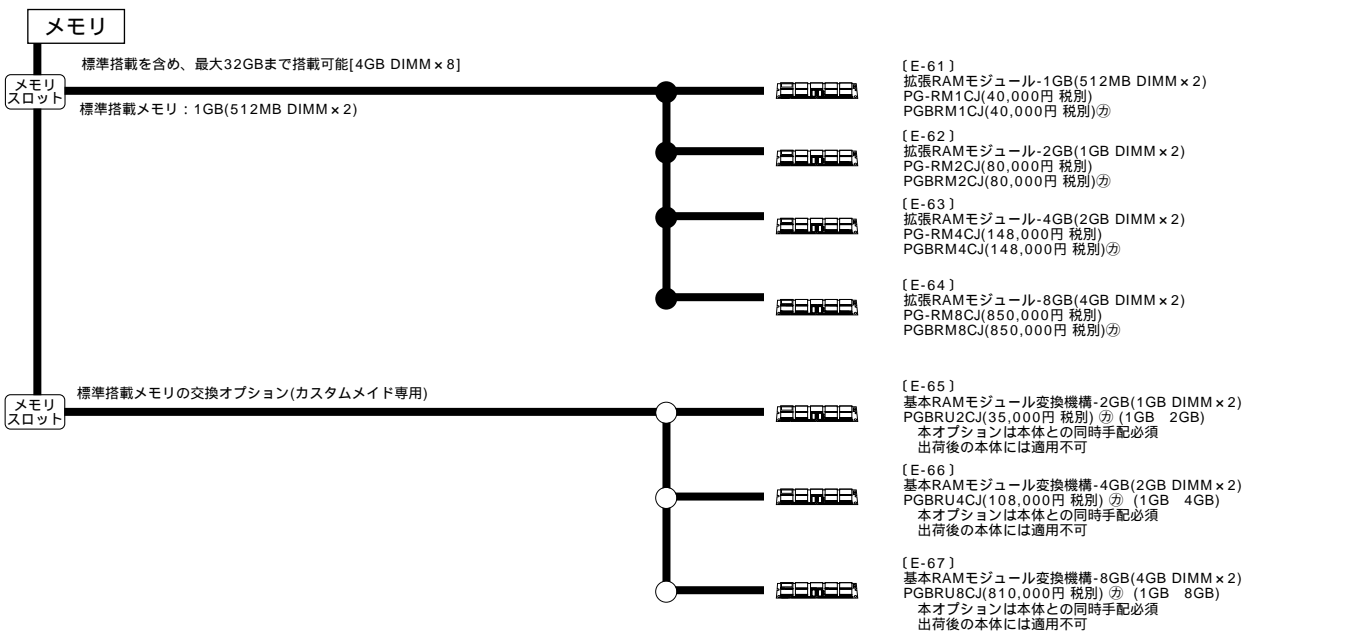 メモリ
メモリ
スロット
標準搭載を含め、最大32GBまで搭載可能[4GB DIMM×8]
標準搭載メモリ：1GB(512MB DIMM×2)
〔E-61〕
拡張RAMモジュール-1GB(512MB DIMM×2)
PG-RM1CJ(40,000円 税別)
PGBRM1CJ(40,000円 税別)㋕
〔E-62〕
拡張RAMモジュール-2GB(1GB DIMM×2)
PG-RM2CJ(80,000円 税別)
PGBRM2CJ(80,000円 税別)㋕
〔E-63〕
拡張RAMモジュール-4GB(2GB DIMM×2)
PG-RM4CJ(148,000円 税別)
PGBRM4CJ(148,000円 税別)㋕
〔E-64〕
拡張RAMモジュール-8GB(4GB DIMM×2)
PG-RM8CJ(850,000円 税別)
PGBRM8CJ(850,000円 税別)㋕
メモリ
スロット
標準搭載メモリの交換オプション(カスタムメイド専用)
〔E-65〕
基本RAMモジュール変換機構-2GB(1GB DIMM×2)
PGBRU2CJ(35,000円 税別) ㋕ (1GB　2GB)
本オプションは本体との同時手配必須
出荷後の本体には適用不可
〔E-66〕
基本RAMモジュール変換機構-4GB(2GB DIMM×2)
PGBRU4CJ(108,000円 税別) ㋕ (1GB　4GB)
本オプションは本体との同時手配必須
出荷後の本体には適用不可
〔E-67〕
基本RAMモジュール変換機構-8GB(4GB DIMM×2)
PGBRU8CJ(810,000円 税別) ㋕ (1GB　8GB)
本オプションは本体との同時手配必須
出荷後の本体には適用不可